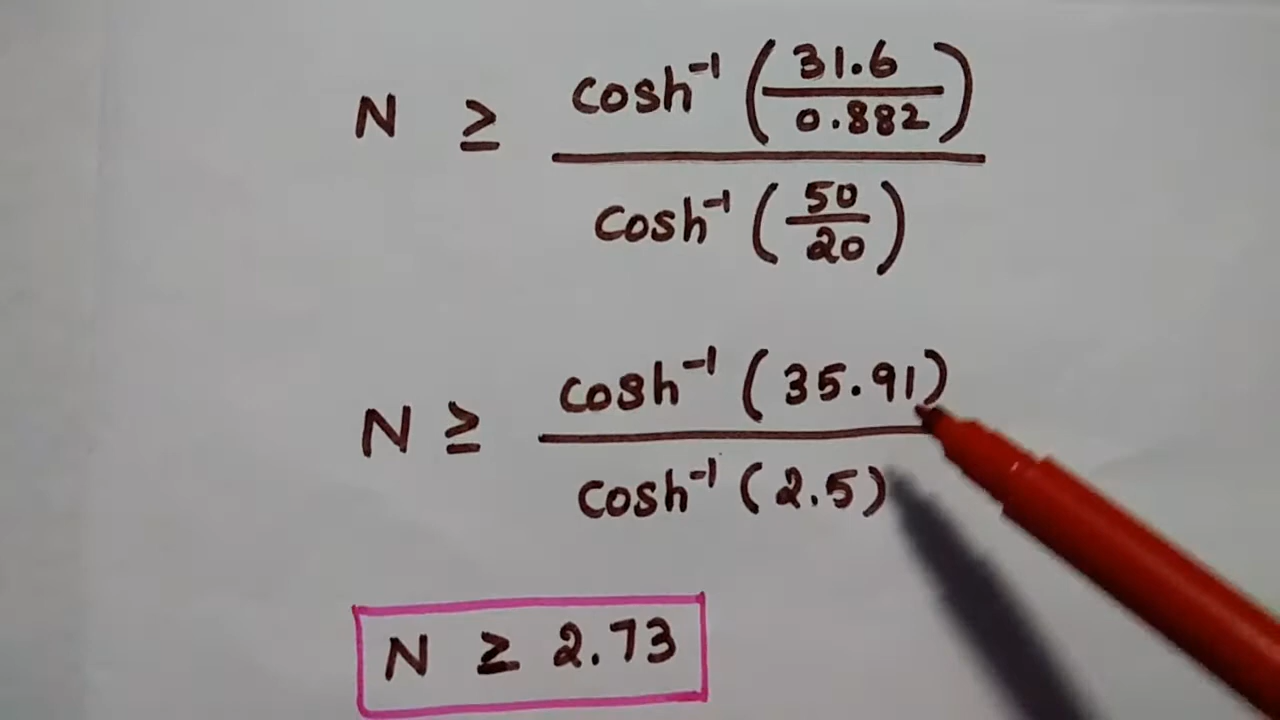 N ≥ cosh⁻¹ (31.6/0.882)
cosh⁻¹ (50/20)
N ≥ cosh⁻¹ (35.91)
cosh⁻¹ (2.5)
N ≥ 2.73